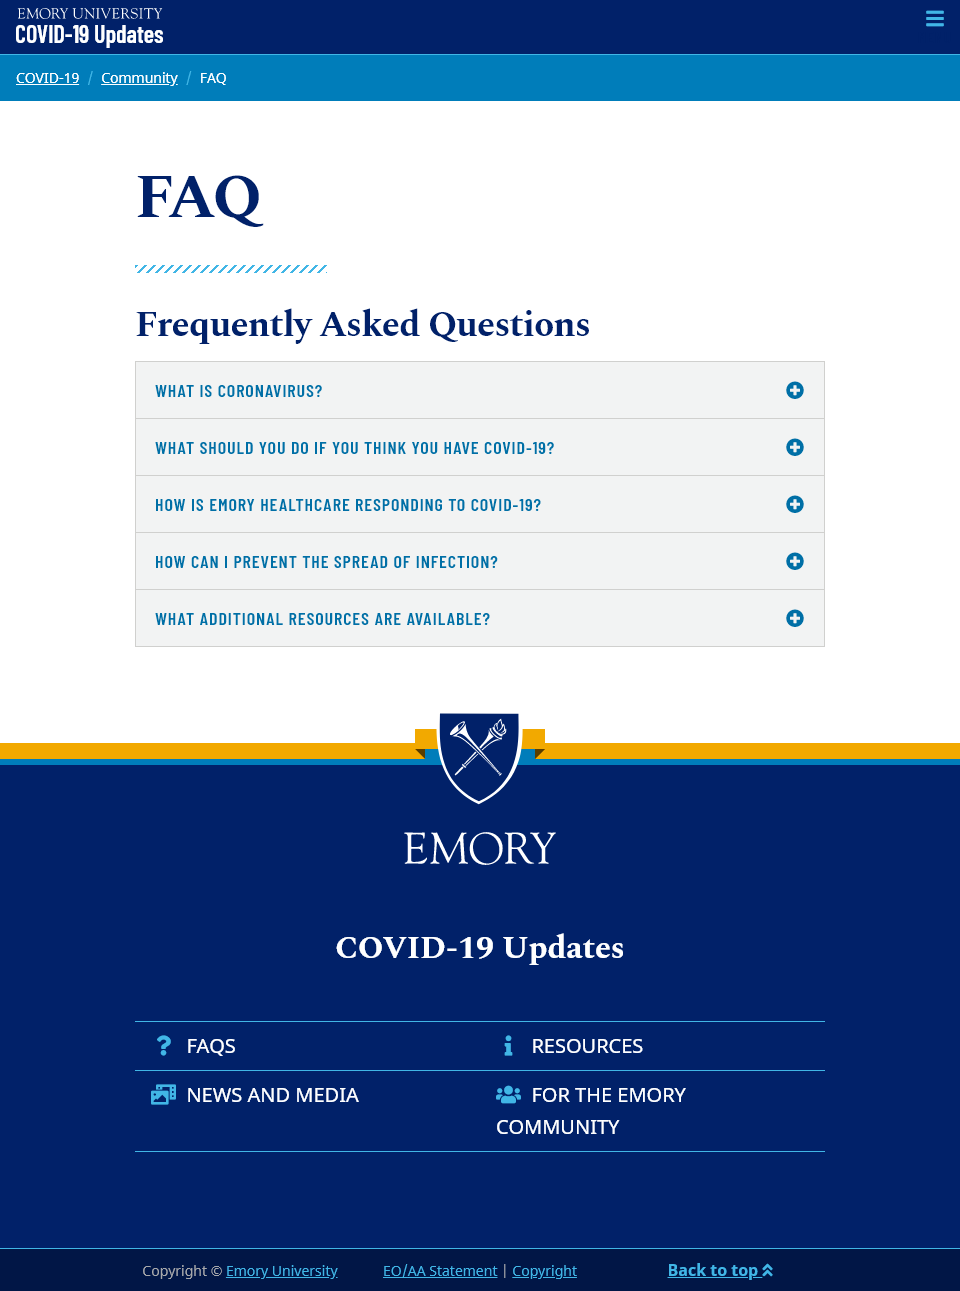 EMORY UNIVERSITY
COVID-19 Updates
COVID-19 / Community / FAQ
FAQ
Frequently Asked Questions
WHAT IS CORONAVIRUS?
WHAT SHOULD YOU DO IF YOU THINK YOU HAVE COVID-19?
HOW IS EMORY HEALTHCARE RESPONDING TO COVID-19?
HOW CAN I PREVENT THE SPREAD OF INFECTION?
WHAT ADDITIONAL RESOURCES ARE AVAILABLE?
EMORY
COVID-19 Updates
FAQS
RESOURCES
NEWS AND MEDIA
FOR THE EMORY
COMMUNITY
Copyright © Emory University
EO/AA Statement | Copyright
Back to top